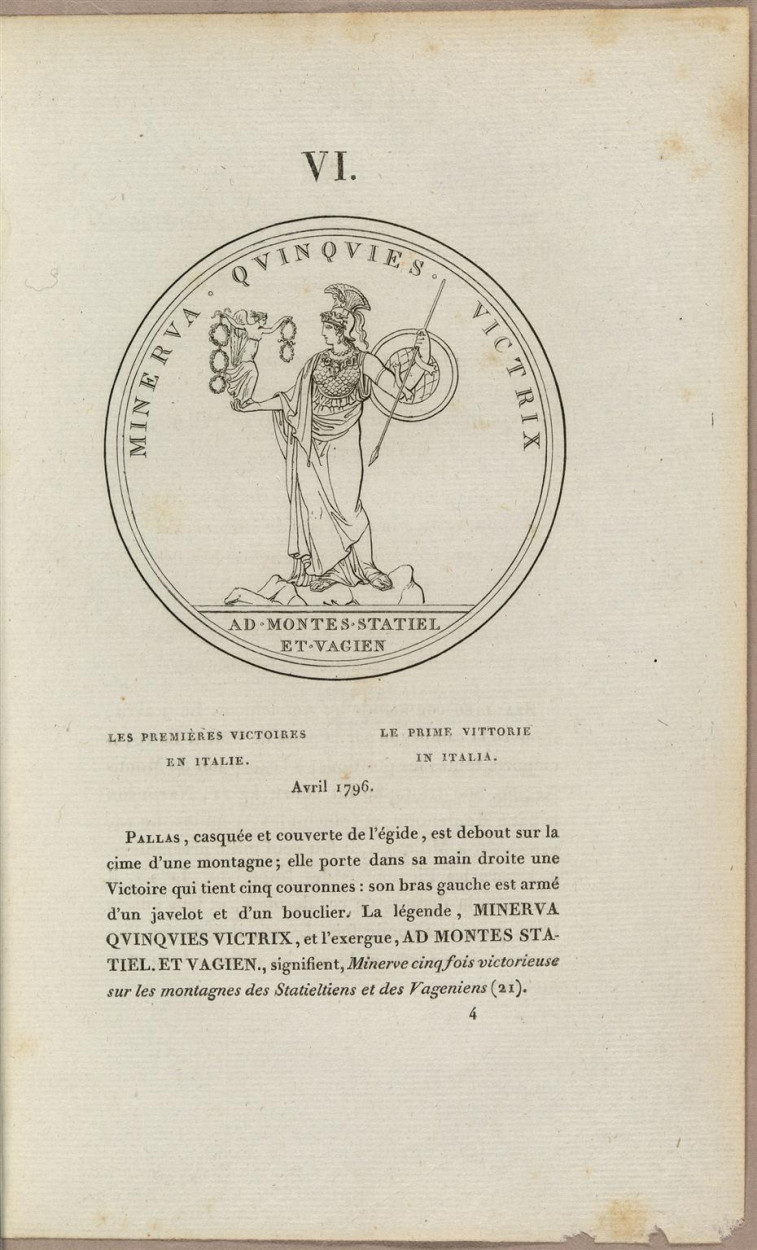 VI.
MINERVA · QVINQVIES · VICTRIX
AD·MONTES·STATIEL
ET·VAGIEN
LES PREMIÈRES VICTOIRES
EN ITALIE.
LE PRIME VITTORIE
IN ITALIA.
Avril 1796.
PALLAS, casquée et couverte de l'égide, est debout sur la
cime d'une montagne; elle porte dans sa main droite une
Victoire qui tient cinq couronnes : son bras gauche est armé
d'un javelot et d'un bouclier. La légende, MINERVA
QVINQVIES VICTRIX, et l'exergue, AD MONTES STA-
TIEL. ET VAGIEN., signifient, Minerve cinq fois victorieuse
sur les montagnes des Statieltiens et des Vageniens (21).
4